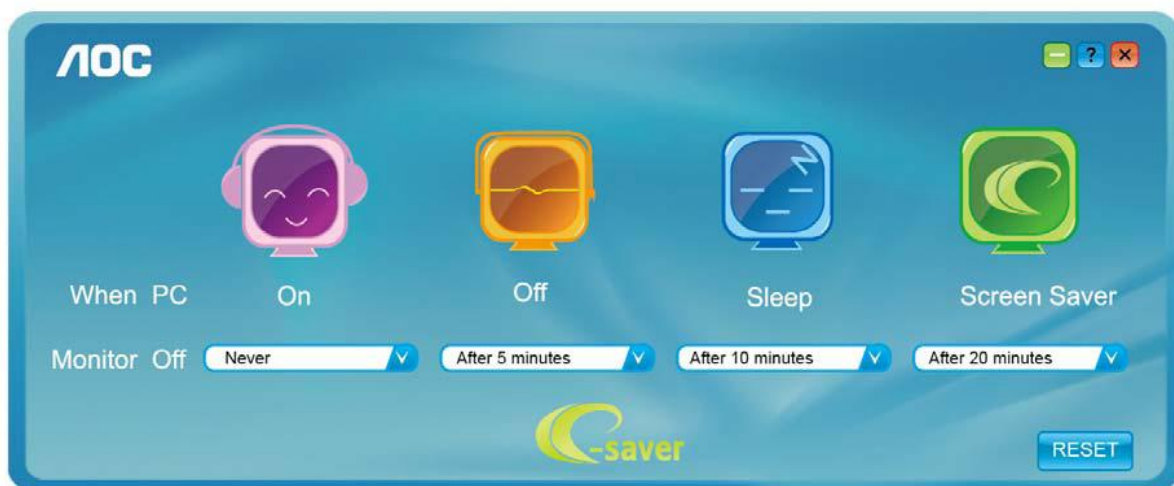 AOC
?
When PC On Off Sleep Screen Saver
Monitor Off Never After 5 minutes After 10 minutes After 20 minutes
e-saver
RESET